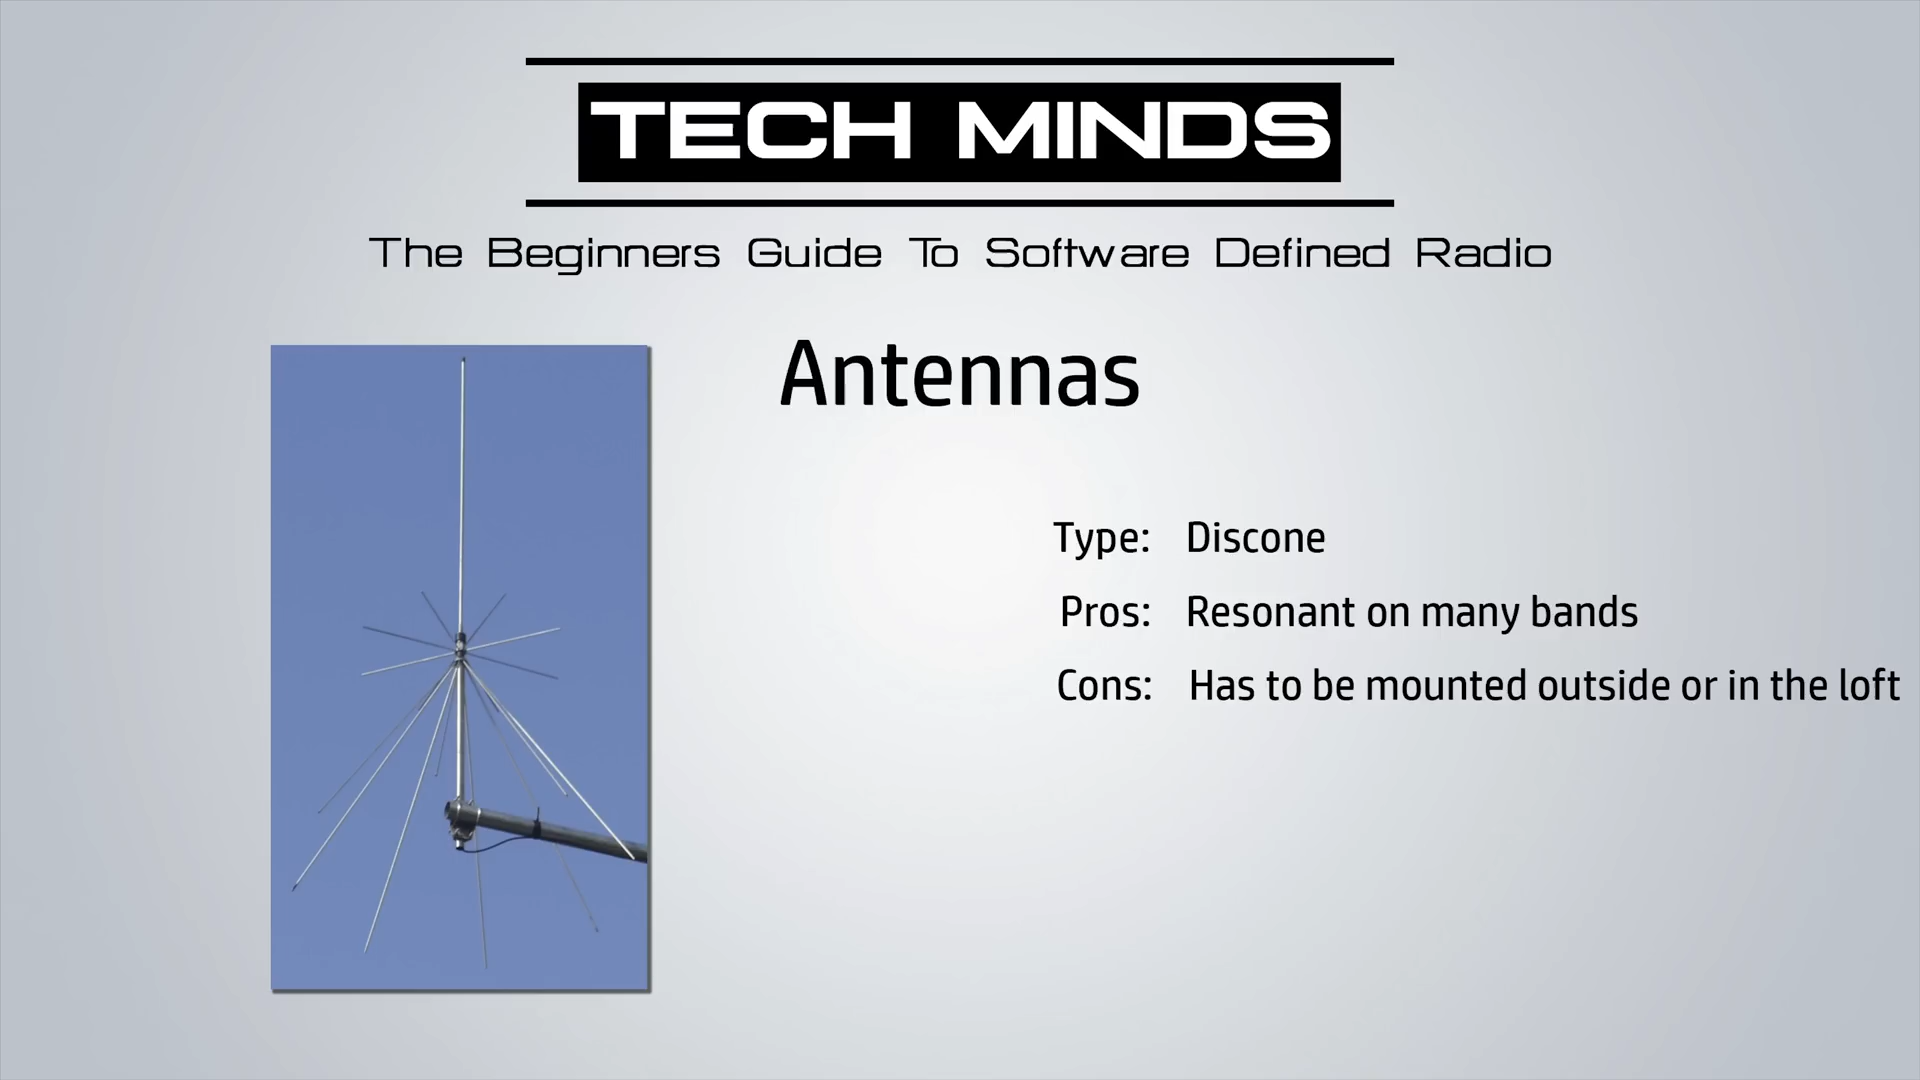 TECH MINDS
The Beginners Guide To Software Defined Radio
Antennas
Type: Discone
Pros: Resonant on many bands
Cons: Has to be mounted outside or in the loft